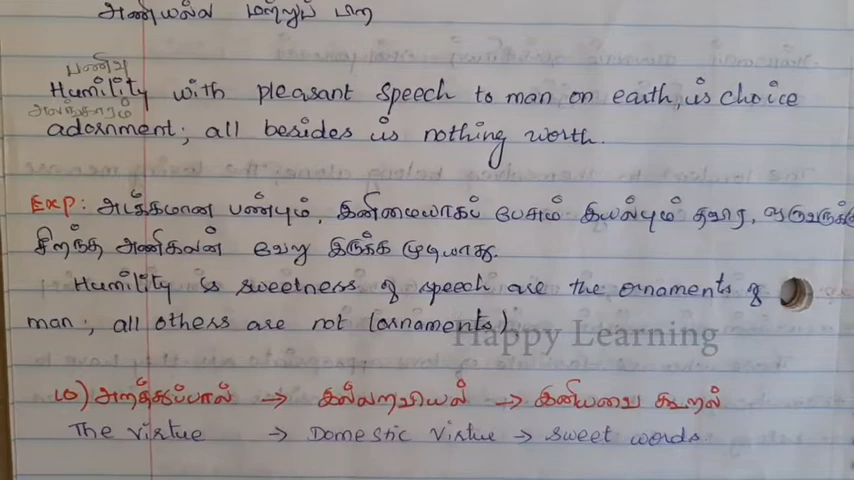 அணியல்ல மற்றுப் பிற
பணிவு
Humility with pleasant speech to man on earth, is choice
அலங்காரம்
adornment; all besides is nothing worth.
Exp: அடக்கமான பண்பும், இனிமையாகப் பேசும் இயல்பும் தவிர, ஒருவருக்கு
சிறந்த அணிகலன் வேறு இருக்க முடியாது.
Humility is sweetness of speech are the ornaments of
man; all others are not (ornaments)
Happy Learning
10) அறத்துப்பால் → இல்லறவியல் → இனியவை கூறல்
The Virtue → Domestic Virtue → Sweet words